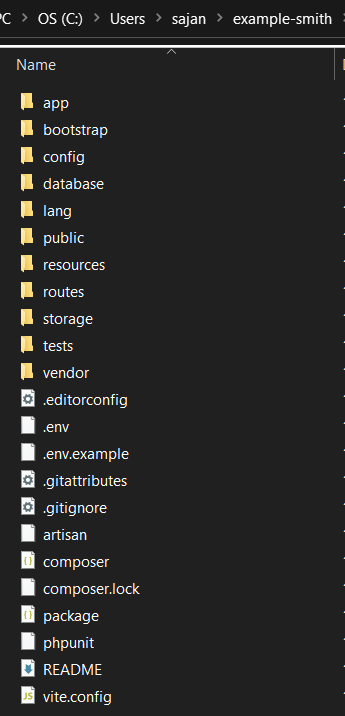 PC > OS (C:) > Users > sajan > example-smith
Name
app
bootstrap
config
database
lang
public
resources
routes
storage
tests
vendor
.editorconfig
.env
.env.example
.gitattributes
.gitignore
artisan
composer
composer.lock
package
phpunit
README
vite.config